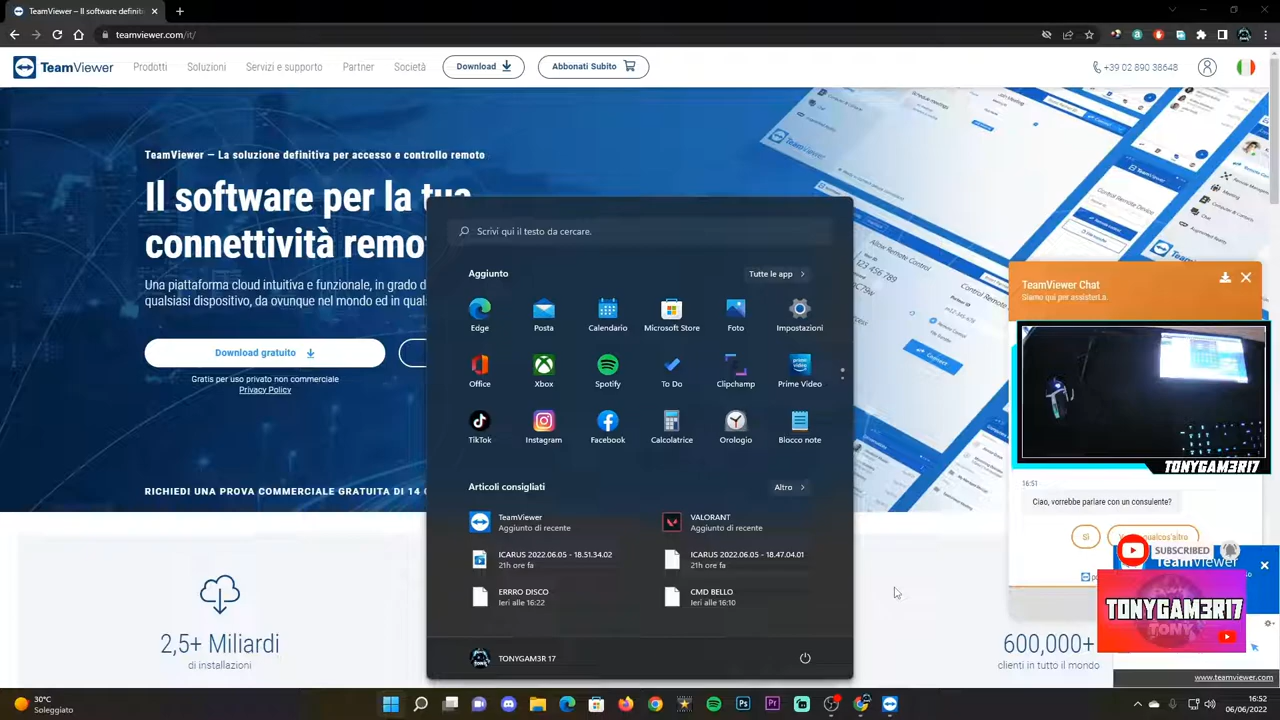 TeamViewer – Il software definit
teamviewer.com/it/
TeamViewer
Prodotti
Soluzioni
Servizi e supporto
Partner
Società
Download
Abbonati Subito
+39 02 890 38648
TeamViewer – La soluzione definitiva per accesso e controllo remoto
Il software per la tua
connettività remo
Una piattaforma cloud intuitiva e funzionale, in grado d
qualsiasi dispositivo, da ovunque nel mondo ed in qual
Download gratuito
Gratis per uso privato non commerciale
Privacy Policy
RICHIEDI UNA PROVA COMMERCIALE GRATUITA DI 14 G
2,5+ Miliardi
di installazioni
600,000+
clienti in tutto il mondo
Scrivi qui il testo da cercare.
Aggiunto
Tutte le app
Edge
Posta
Calendario
Microsoft Store
Foto
Impostazioni
Office
Xbox
Spotify
To Do
Clipchamp
Prime Video
TikTok
Instagram
Facebook
Calcolatrice
Orologio
Blocco note
Articoli consigliati
Altro
TeamViewer
Aggiunto di recente
VALORANT
Aggiunto di recente
ICARUS 2022.06.05 - 18.51.34.02
21h ore fa
ICARUS 2022.06.05 - 18.47.04.01
21h ore fa
ERRRO DISCO
Ieri alle 16:22
CMD BELLO
Ieri alle 16:10
TONYGAM3R 17
TeamViewer Chat
Siamo qui per assisterLa.
TONYGAM3R17
16:51
Ciao, vorrebbe parlare con un consulente?
Sì
SUBSCRIBED
TeamViewer
TONYGAM3R17
TONY
www.teamviewer.com
30°C
Soleggiato
16:52
06/06/2022